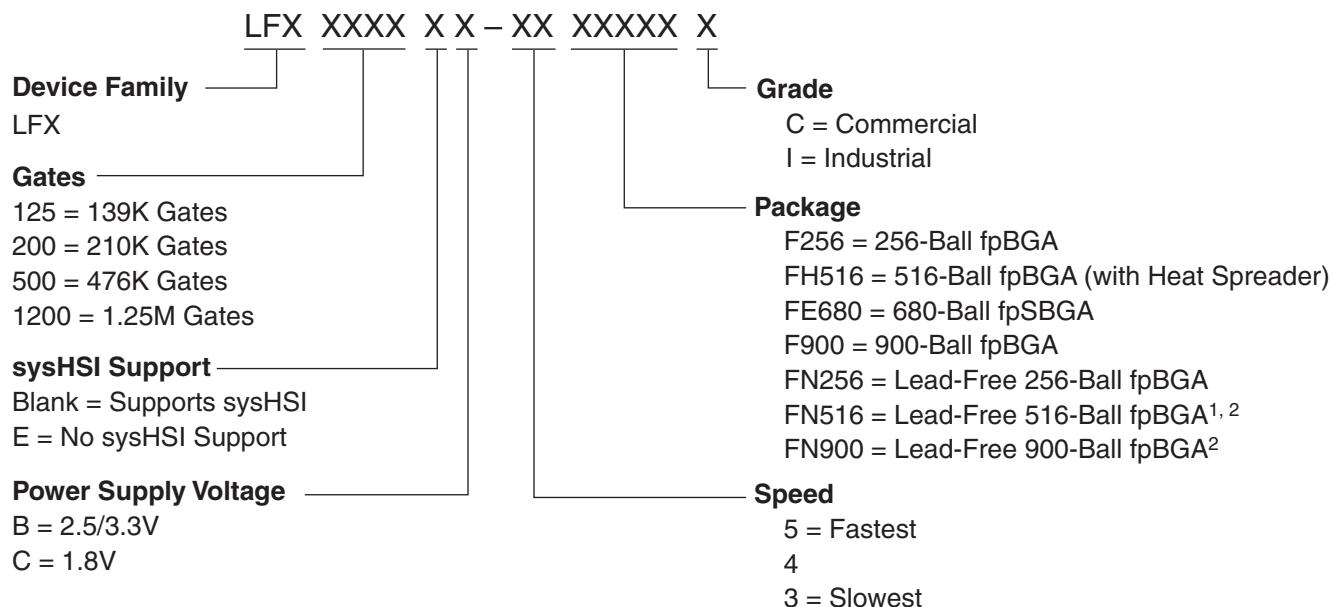 LFX XXXX X X – XX XXXXX X
Device Family
LFX
Gates
125 = 139K Gates
200 = 210K Gates
500 = 476K Gates
1200 = 1.25M Gates
sysHSI Support
Blank = Supports sysHSI
E = No sysHSI Support
Power Supply Voltage
B = 2.5/3.3V
C = 1.8V
Grade
C = Commercial
I = Industrial
Package
F256 = 256-Ball fpBGA
FH516 = 516-Ball fpBGA (with Heat Spreader)
FE680 = 680-Ball fpSBGA
F900 = 900-Ball fpBGA
FN256 = Lead-Free 256-Ball fpBGA
FN516 = Lead-Free 516-Ball fpBGA1, 2
FN900 = Lead-Free 900-Ball fpBGA2
Speed
5 = Fastest
4
3 = Slowest